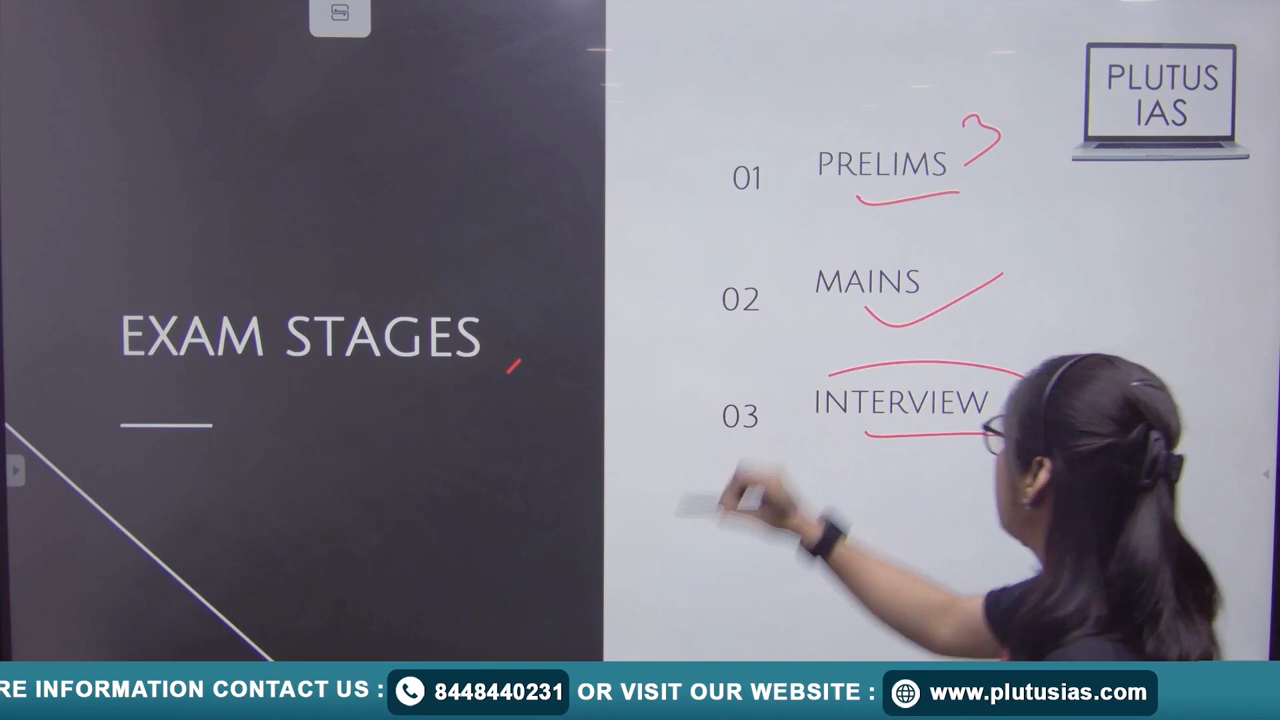 PLUTUS
IAS
01 PRELIMS
02 MAINS
EXAM STAGES
03 INTERVIEW
RE INFORMATION CONTACT US : 8448440231 OR VISIT OUR WEBSITE : www.plutusias.com